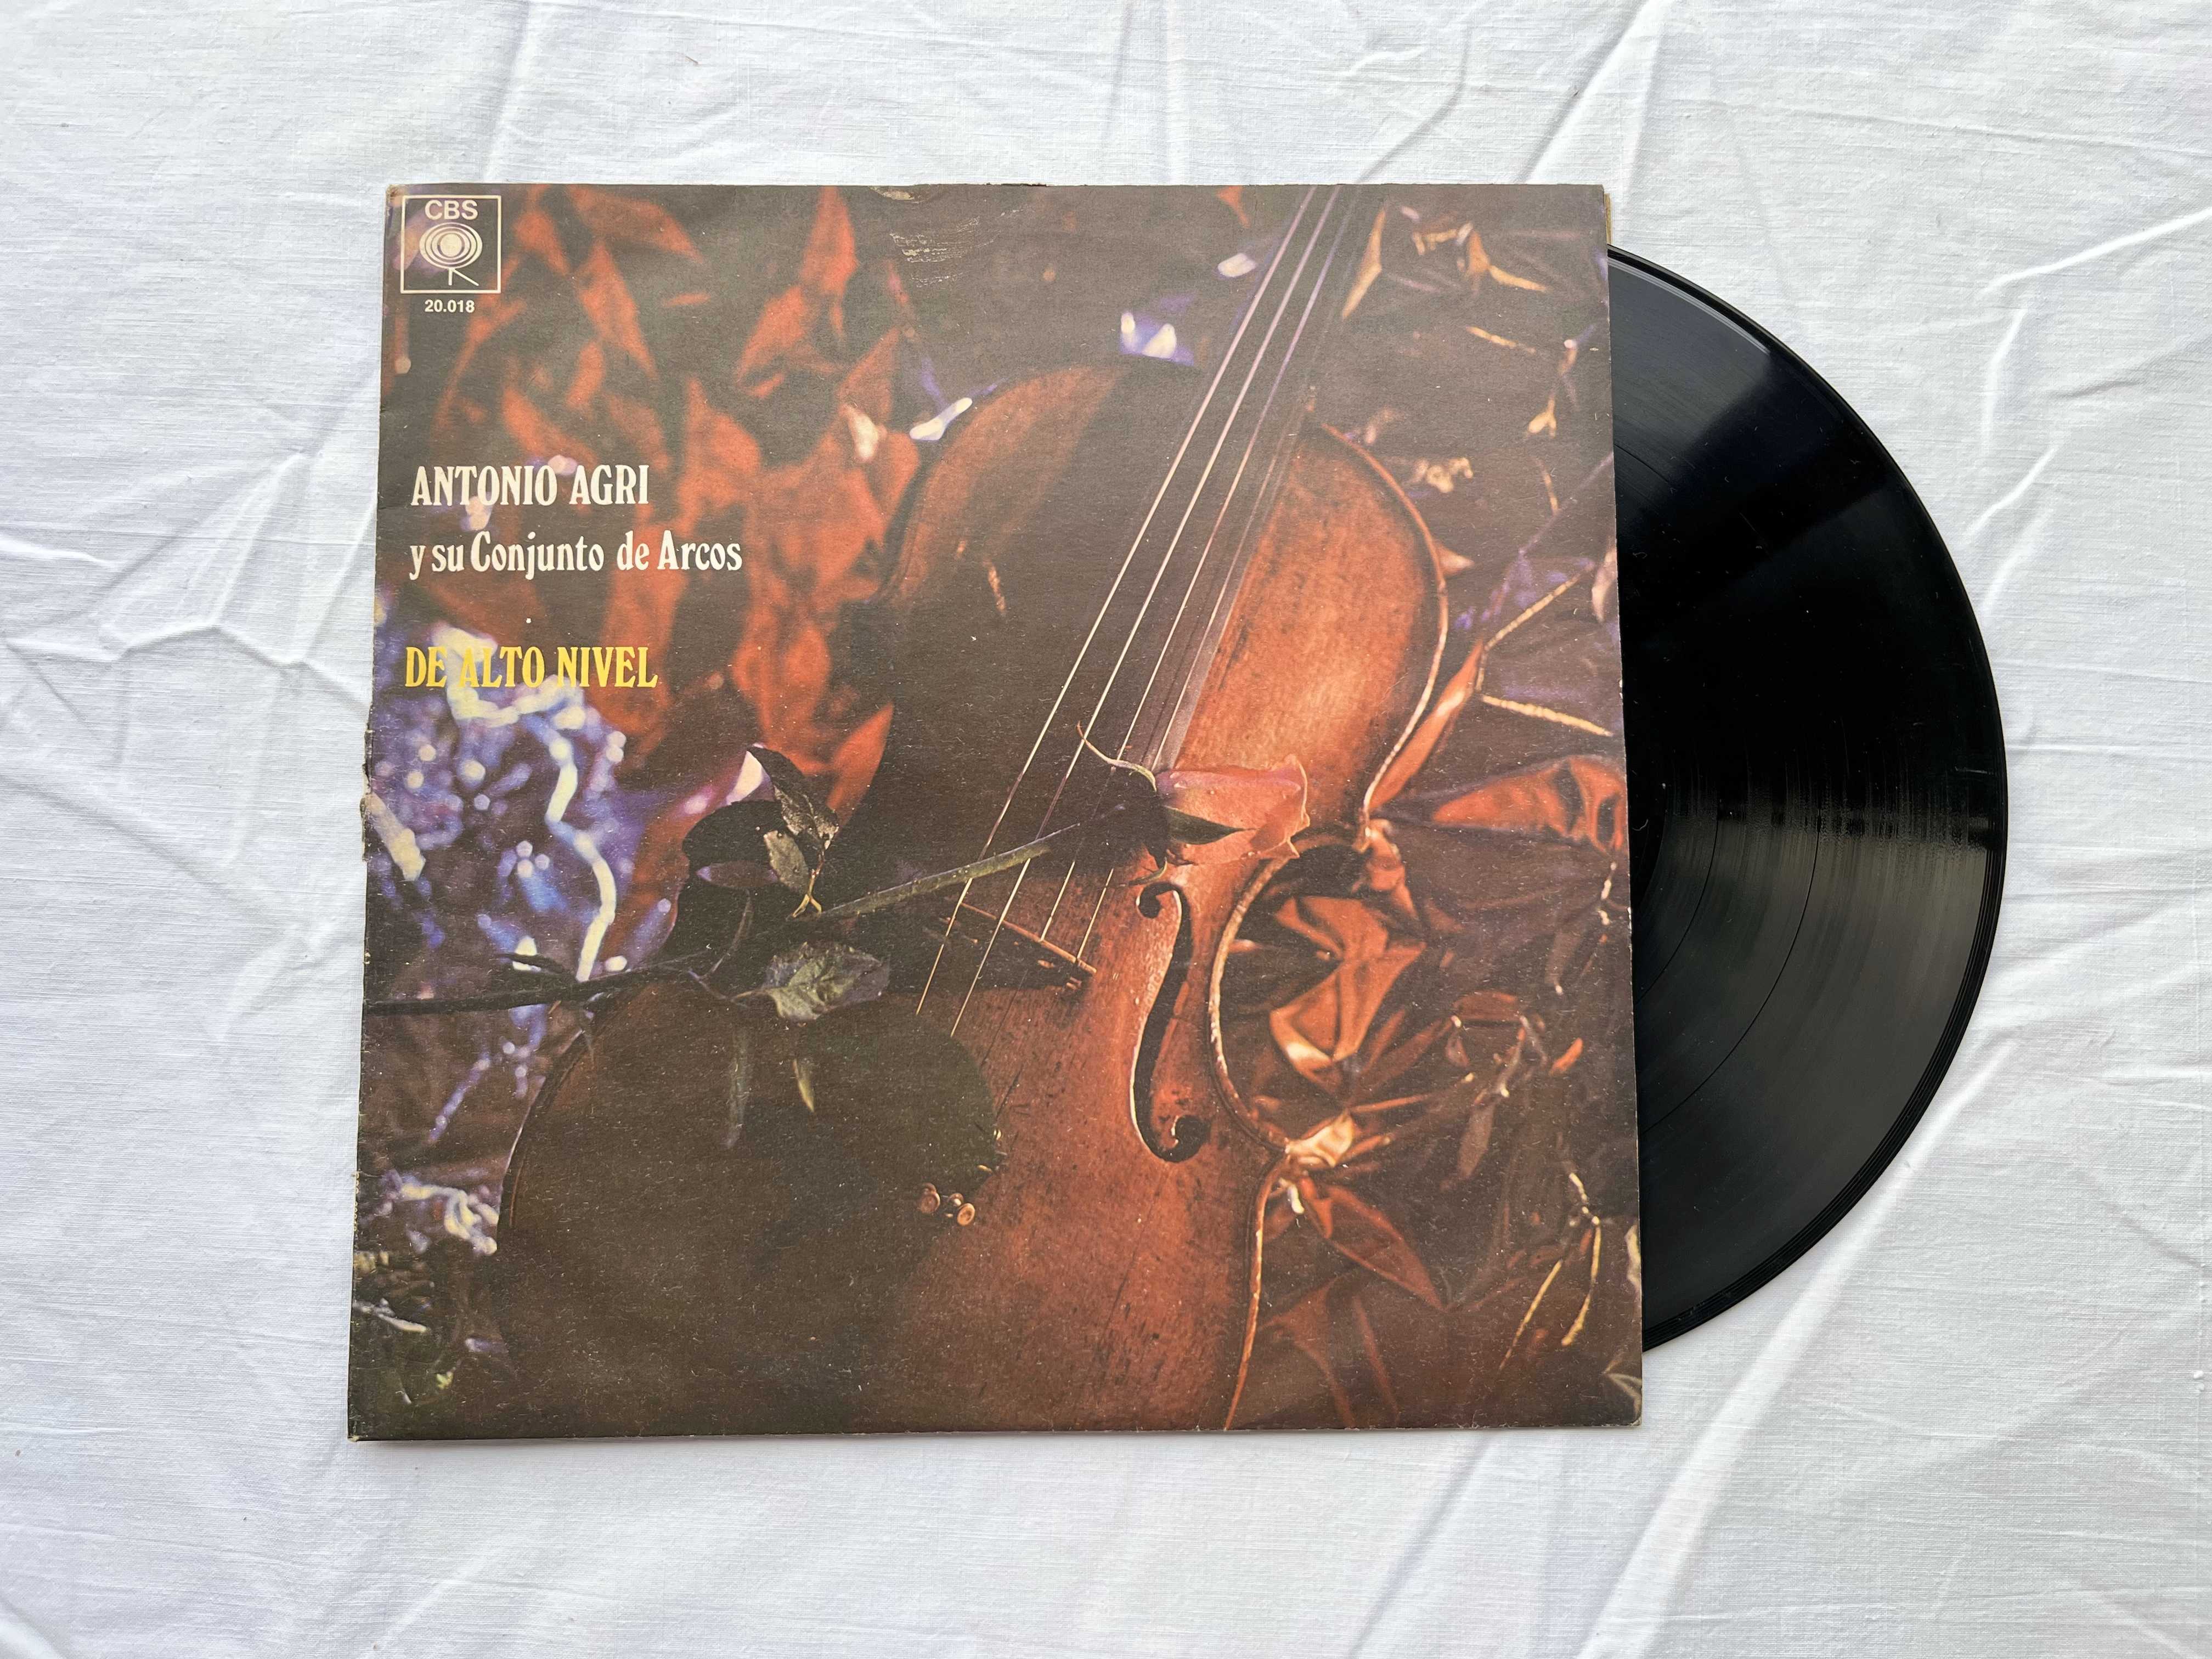 CBS
20.018
ANTONIO AGRI
y su Conjunto de Arcos
DE ALTO NIVEL